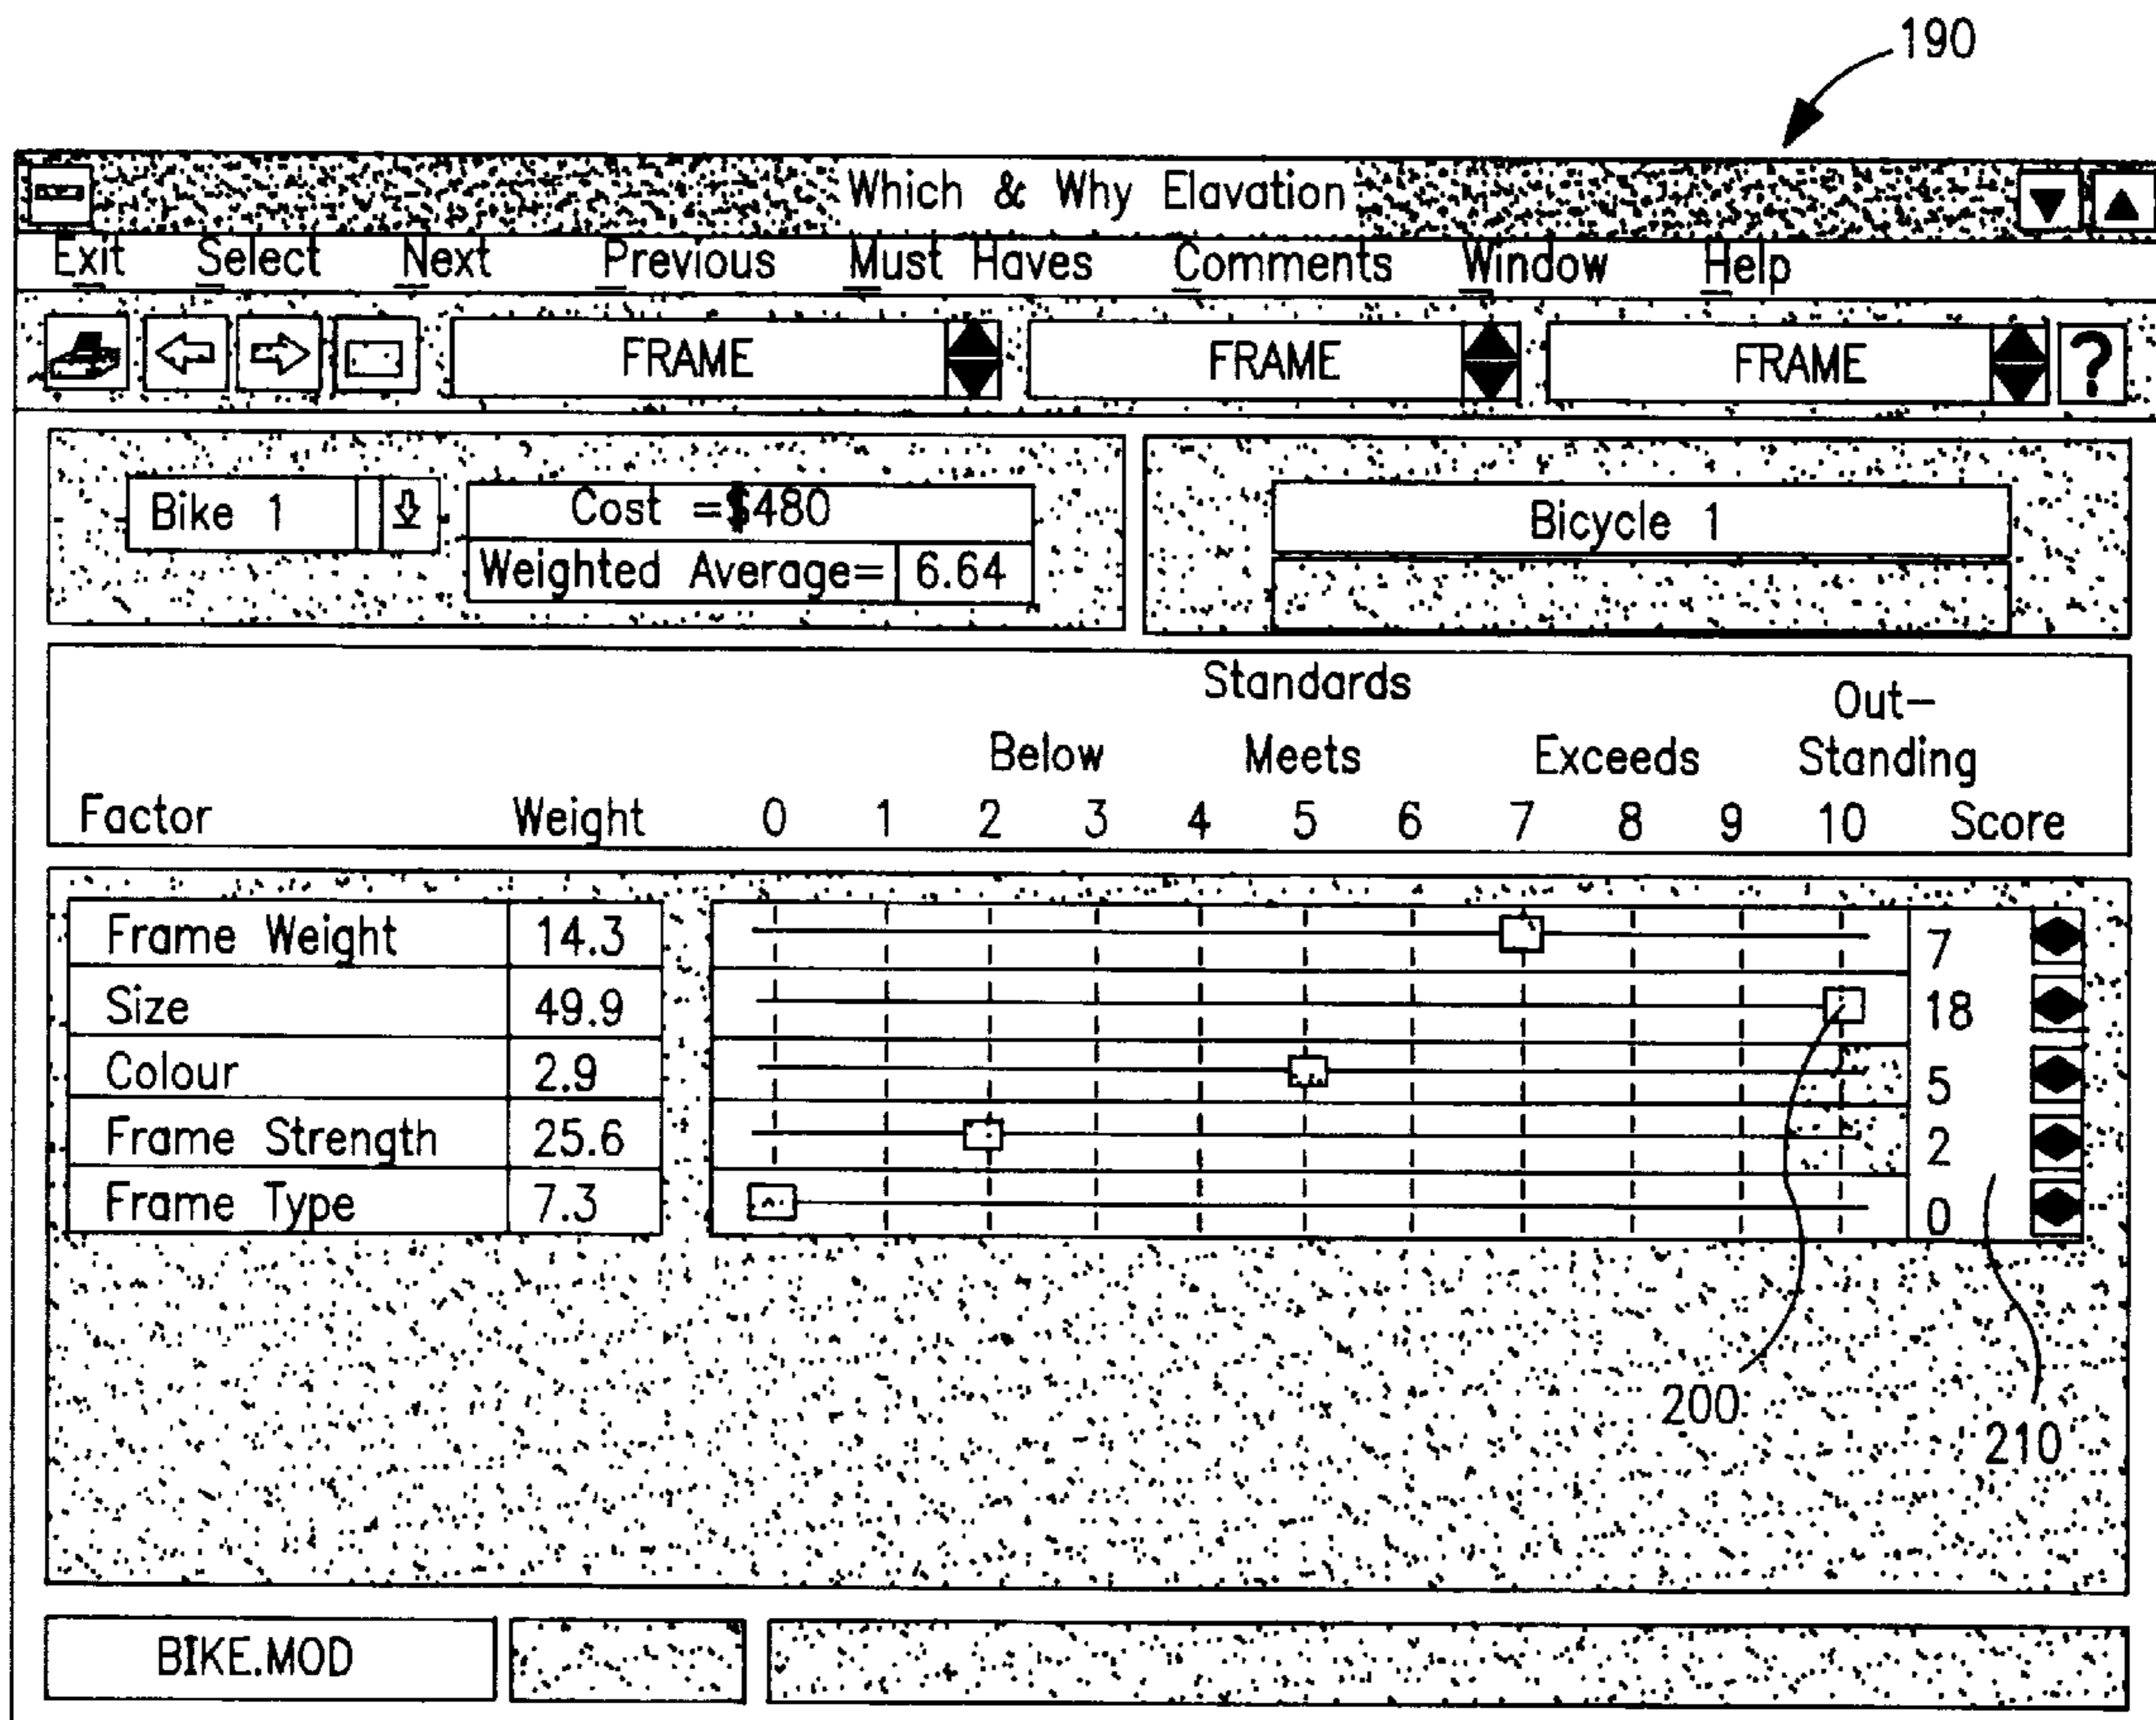 190
Which & Why Elavation
Exit Select Next Previous Must Haves Comments Window Help
FRAME FRAME FRAME ?
Bike 1 Cost =$480 Bicycle 1
Weighted Average= 6.64
Standards
Out-
Below Meets Exceeds Standing
Factor Weight 0 1 2 3 4 5 6 7 8 9 10 Score
Frame Weight 14.3 7
Size 49.9 18
Colour 2.9 5
Frame Strength 25.6 2
Frame Type 7.3 0
200
210
BIKE.MOD